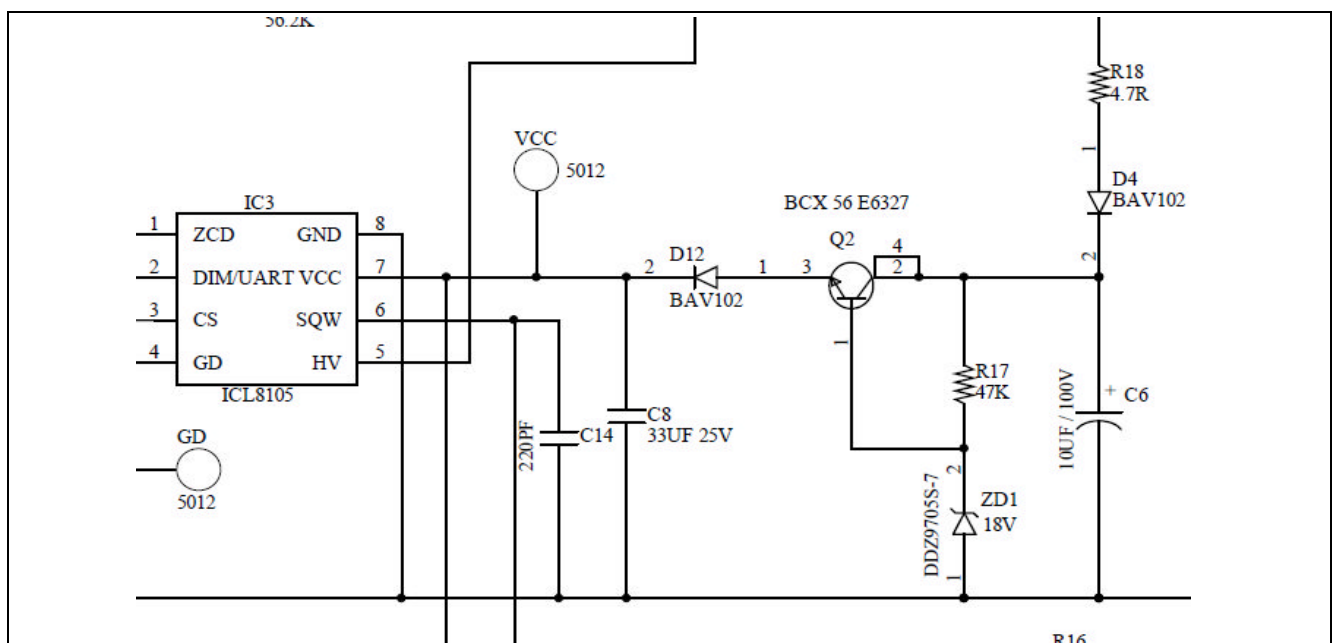 56.2K
R18
4.7R
1
D4
BAV102
2
VCC
5012
BCX 56 E6327
Q2
4
2
3
1
1
D12
2
BAV102
IC3
1 ZCD GND 8
2 DIM/UART VCC 7
3 CS SQW 6
4 GD HV 5
ICL8105
GD
5012
220PF
C14
C8
33UF 25V
R17
47K
+ C6
10UF / 100V
2
ZD1
18V
DDZ9705S-7
1
R16